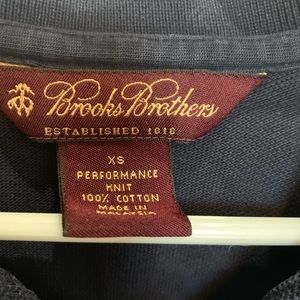 Brooks Brothers
ESTABLISHED 1818
XS
PERFORMANCE
KNIT
100% COTTON
MADE IN
MALAYSIA